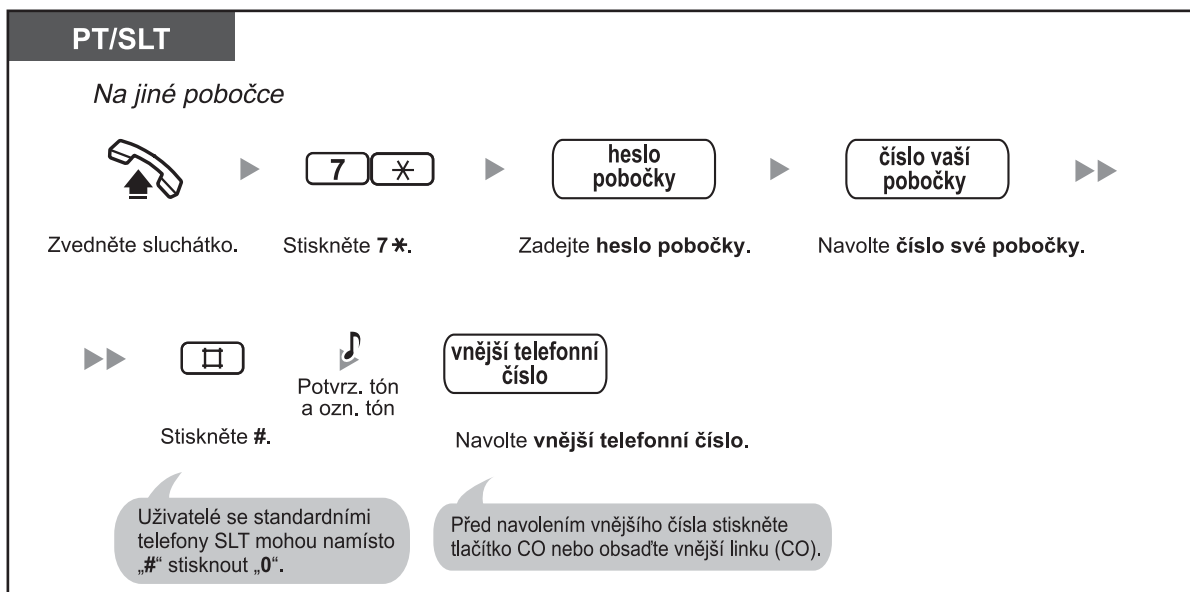 PT/SLT
Na jiné pobočce
7 ✳
heslo
pobočky
číslo vaší
pobočky
Zvedněte sluchátko.
Stiskněte 7 ✳.
Zadejte heslo pobočky.
Navolte číslo své pobočky.
#
Potvrz. tón
a ozn. tón
vnější telefonní
číslo
Stiskněte #.
Navolte vnější telefonní číslo.
Uživatelé se standardními
telefony SLT mohou namísto
„#“ stisknout „0“.
Před navolením vnějšího čísla stiskněte
tlačítko CO nebo obsaďte vnější linku (CO).